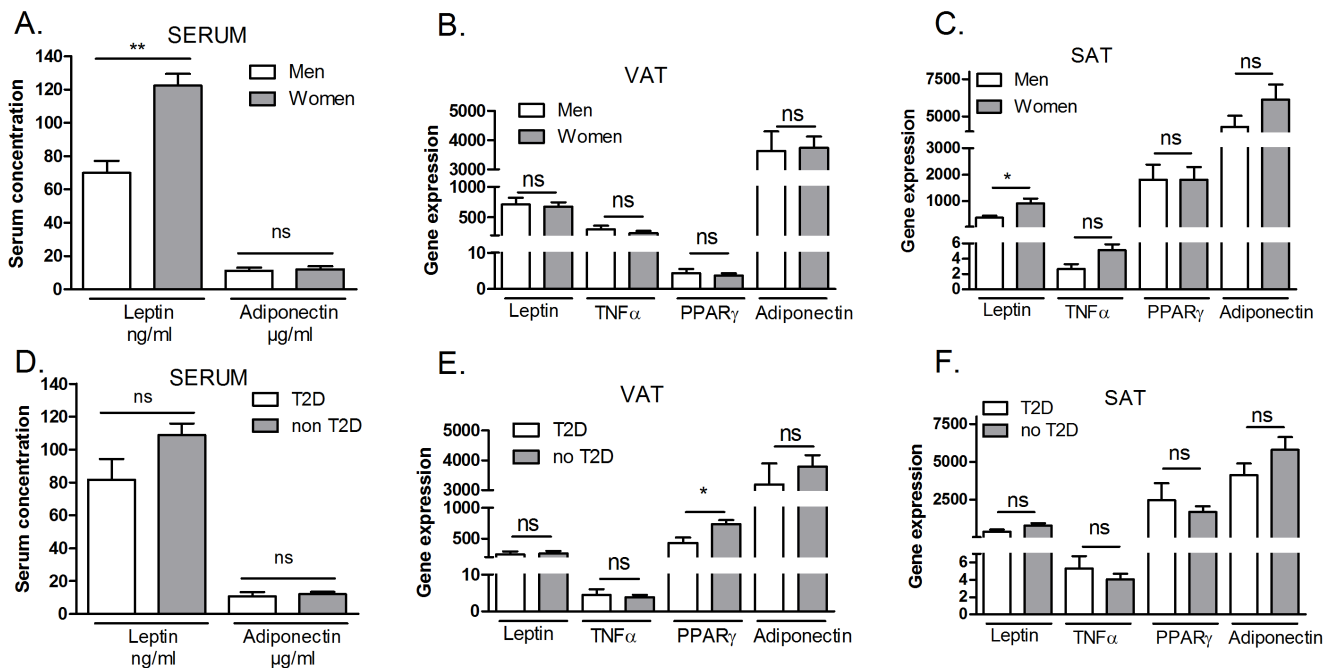 A.
SERUM
**
Men
Women
ns
Serum concentration
140
120
100
80
60
40
20
0
Leptin
ng/ml
Adiponectin
µg/ml
B.
VAT
Men
Women
ns
ns
ns
ns
Gene expression
5000
4000
3000
1000
500
10
0
Leptin
TNFα
PPARγ
Adiponectin
C.
SAT
Men
Women
ns
ns
*
ns
Gene expression
7500
5000
2000
1000
6
4
2
0
Leptin
TNFα
PPARγ
Adiponectin
D.
SERUM
ns
T2D
non T2D
ns
Serum concentration
140
120
100
80
60
40
20
0
Leptin
ng/ml
Adiponectin
µg/ml
E.
VAT
T2D
no T2D
ns
*
ns
ns
Gene expression
5000
4000
3000
1000
500
10
0
Leptin
TNFα
PPARγ
Adiponectin
F.
SAT
T2D
no T2D
ns
ns
ns
ns
Gene expression
7500
5000
2500
6
4
2
0
Leptin
TNFα
PPARγ
Adiponectin